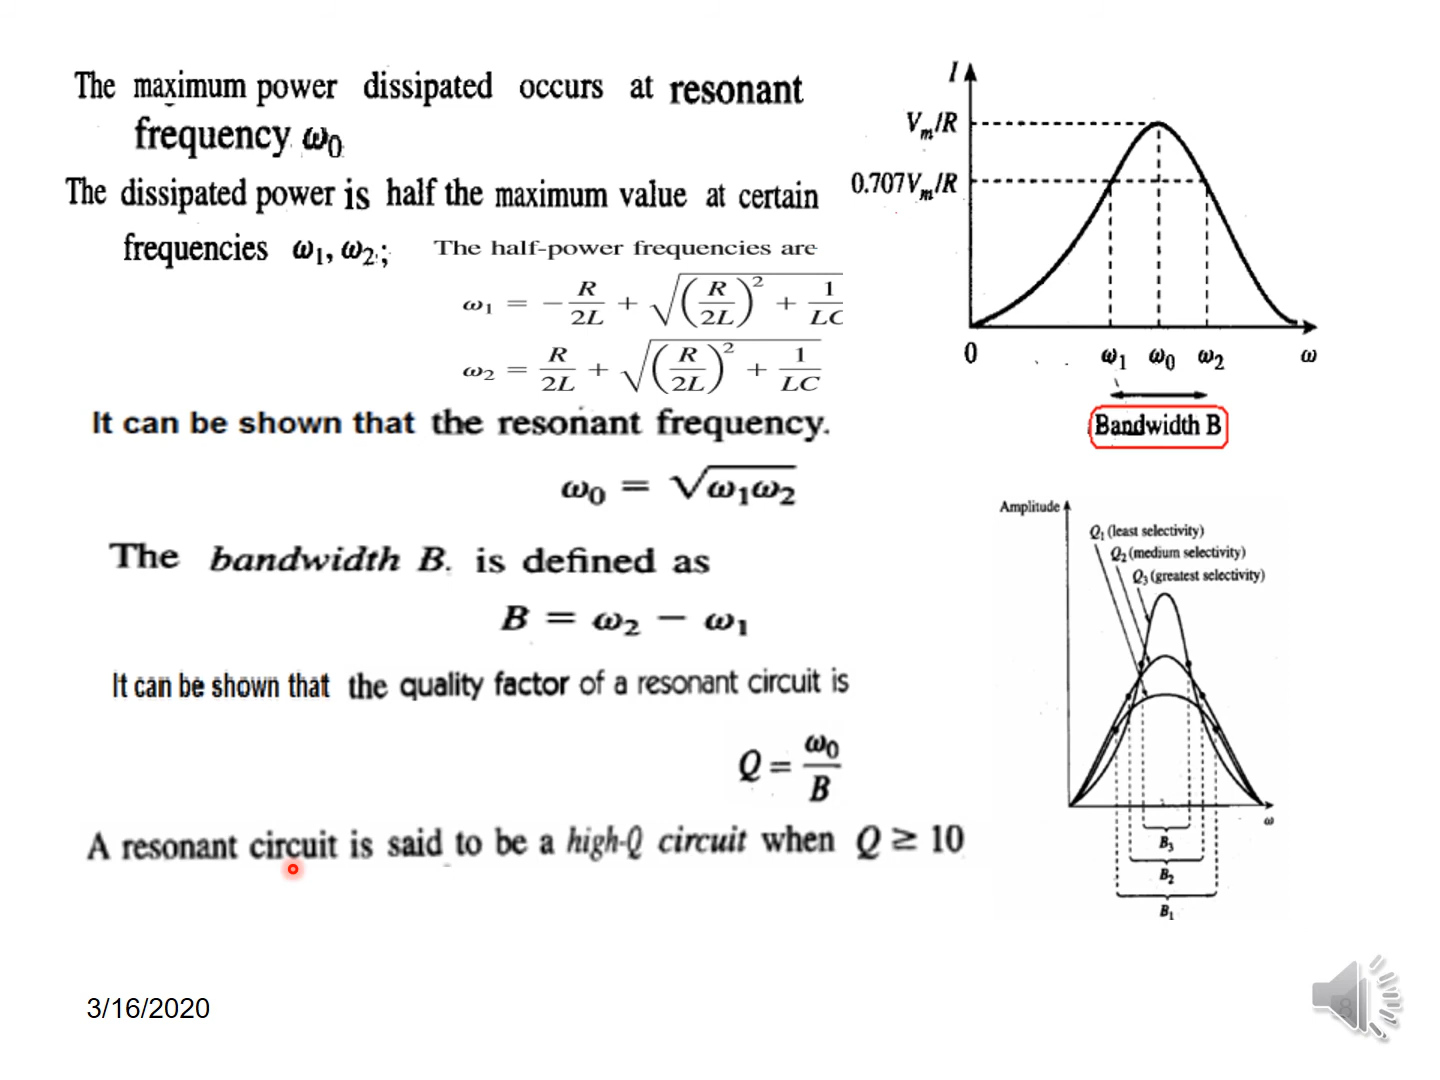 The maximum power dissipated occurs at resonant
frequency ω0
The dissipated power is half the maximum value at certain
frequencies ω1, ω2;
The half-power frequencies are
ω1 = −R/2L + √((R/2L)² + 1/LC
ω2 = R/2L + √((R/2L)² + 1/LC)
It can be shown that the resonant frequency.
ω0 = √ω1ω2
The bandwidth B. is defined as
B = ω2 − ω1
It can be shown that the quality factor of a resonant circuit is
Q = ω0/B
A resonant circuit is said to be a high-Q circuit when Q ≥ 10
3/16/2020
I
Vm/R
0.707Vm/R
0 ω1 ω0 ω2 ω
Bandwidth B
Amplitude
Q1 (least selectivity)
Q2 (medium selectivity)
Q3 (greatest selectivity)
ω
B3
B2
B1
8